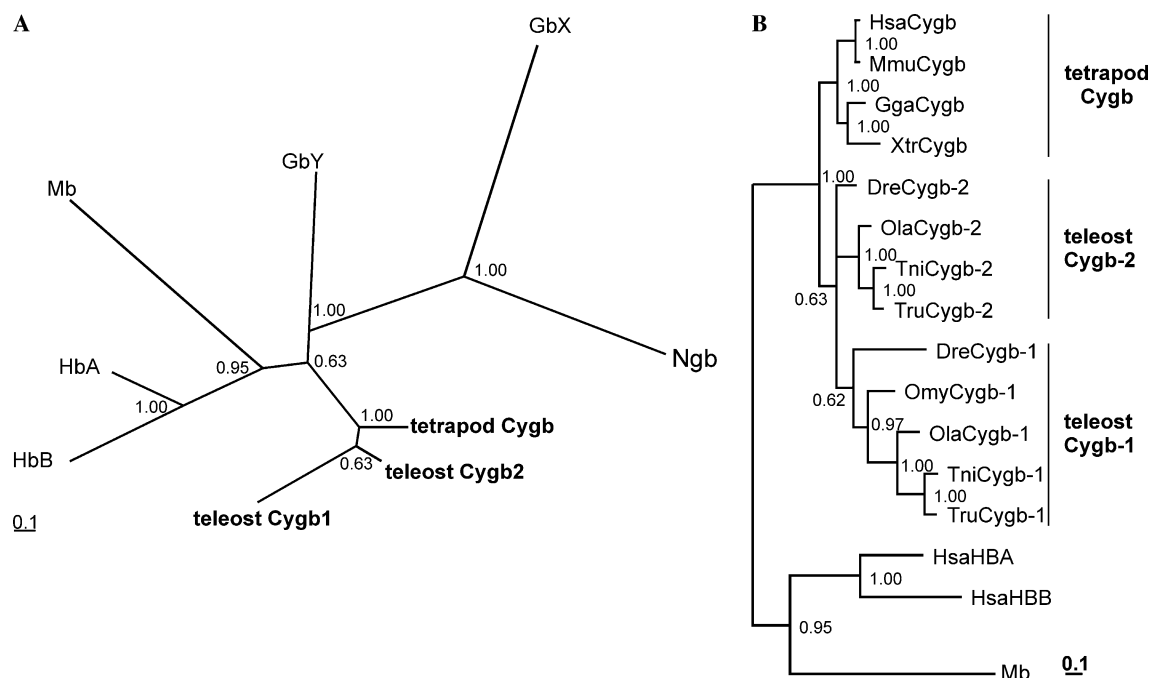 A
GbX
GbY
Mb
1.00
1.00
HbA
0.95
0.63
Ngb
1.00
1.00
tetrapod Cygb
HbB
0.63
teleost Cygb2
teleost Cygb1
0.1
B
HsaCygb
1.00
MmuCygb
1.00
GgaCygb
1.00
XtrCygb
tetrapod
Cygb
1.00
DreCygb-2
OlaCygb-2
1.00
TniCygb-2
1.00
TruCygb-2
0.63
teleost
Cygb-2
DreCygb-1
0.62
OmyCygb-1
0.97
OlaCygb-1
1.00
TniCygb-1
1.00
TruCygb-1
teleost
Cygb-1
HsaHBA
1.00
HsaHBB
0.95
Mb
0.1